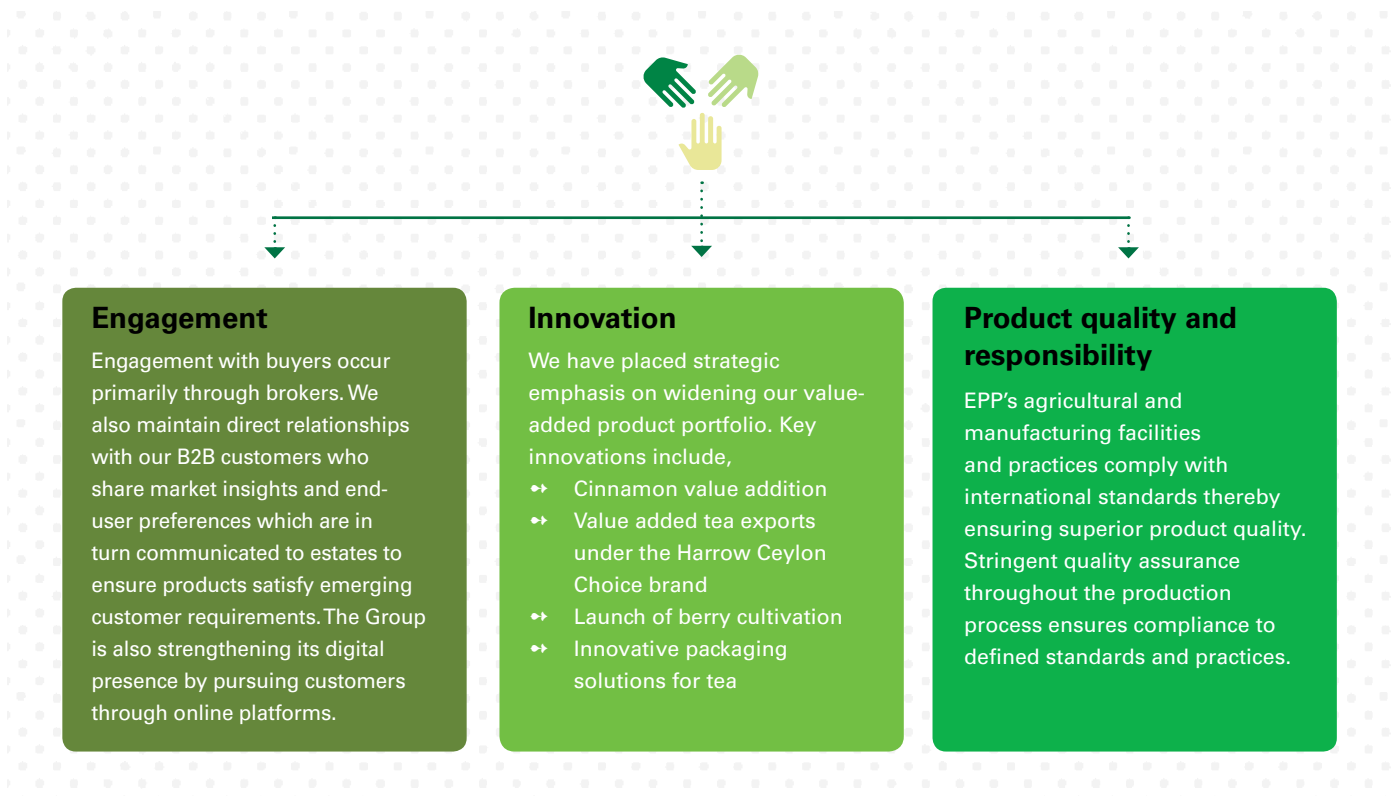 Engagement
Engagement with buyers occur
primarily through brokers. We
also maintain direct relationships
with our B2B customers who
share market insights and end-
user preferences which are in
turn communicated to estates to
ensure products satisfy emerging
customer requirements. The Group
is also strengthening its digital
presence by pursuing customers
through online platforms.
Innovation
We have placed strategic
emphasis on widening our value-
added product portfolio. Key
innovations include,
Cinnamon value addition
Value added tea exports
under the Harrow Ceylon
Choice brand
Launch of berry cultivation
Innovative packaging
solutions for tea
Product quality and
responsibility
EPP’s agricultural and
manufacturing facilities
and practices comply with
international standards thereby
ensuring superior product quality.
Stringent quality assurance
throughout the production
process ensures compliance to
defined standards and practices.